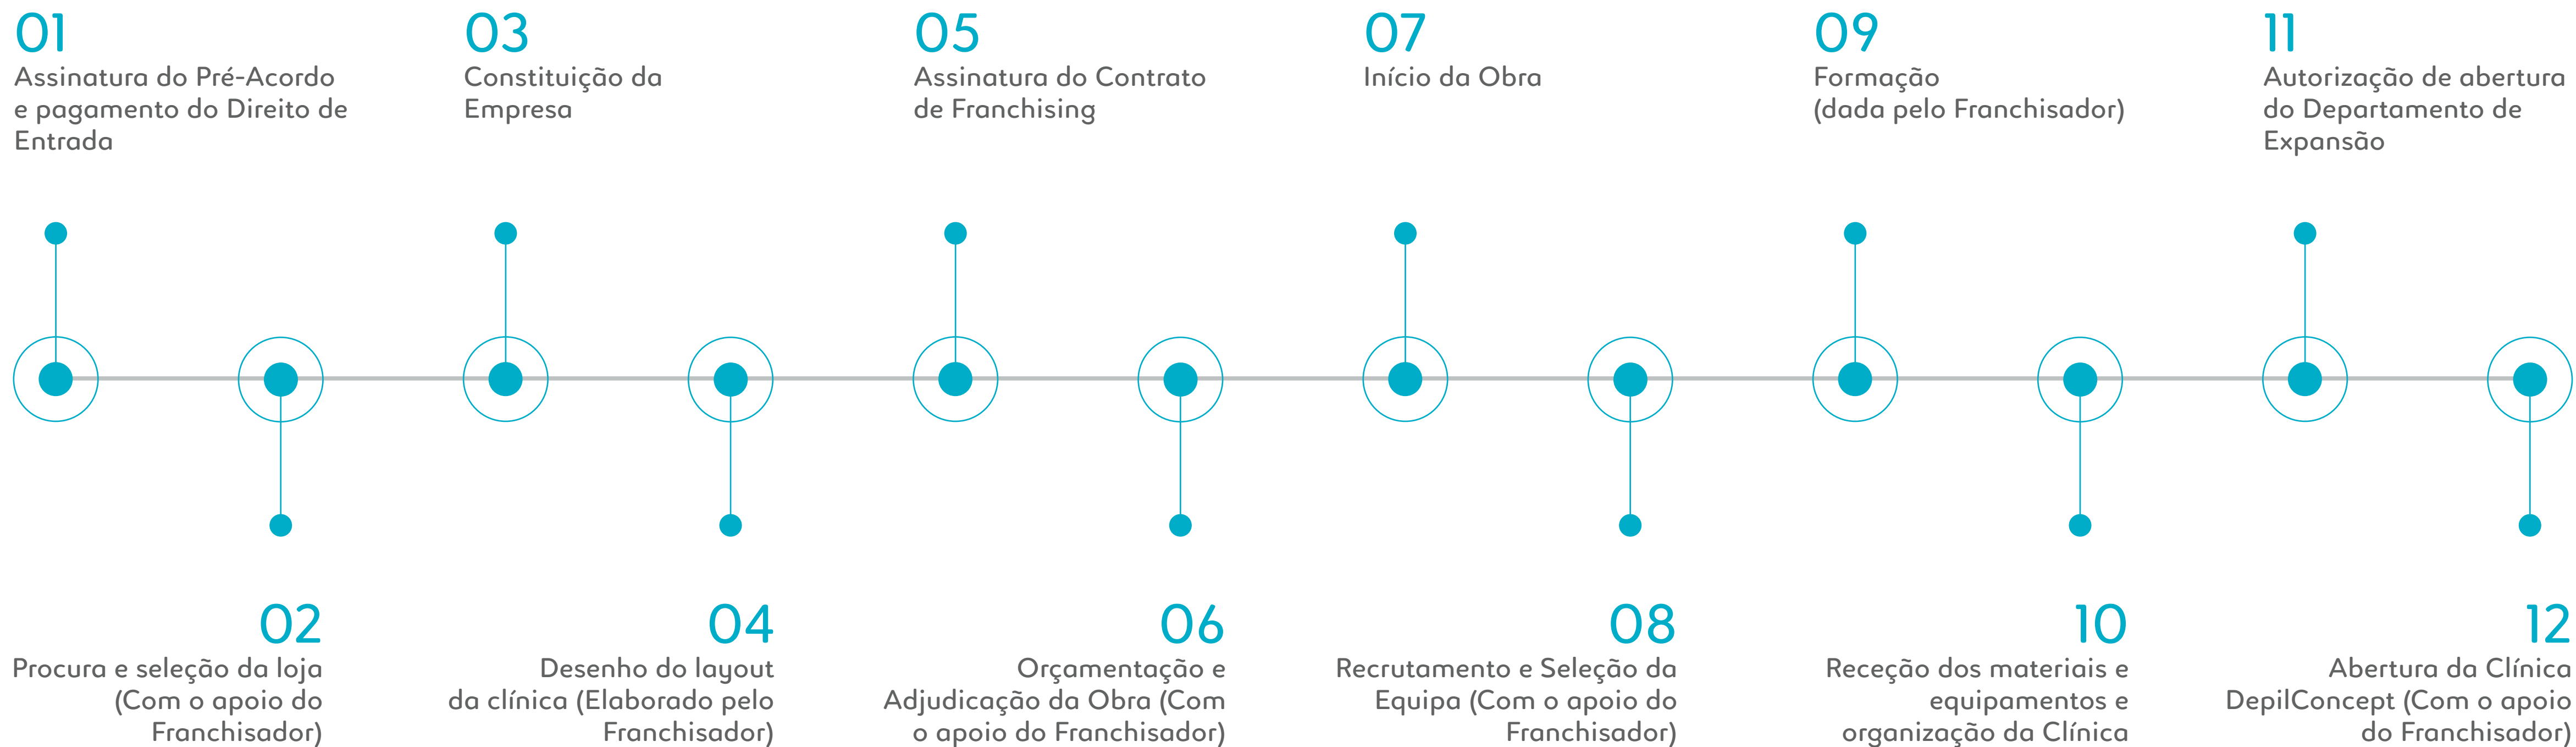 01
Assinatura do Pré-Acordo
e pagamento do Direito de
Entrada
02
Procura e seleção da loja
(Com o apoio do
Franchisador)
03
Constituição da
Empresa
04
Desenho do layout
da clínica (Elaborado pelo
Franchisador)
05
Assinatura do Contrato
de Franchising
06
Orçamentação e
Adjudicação da Obra (Com
o apoio do Franchisador)
07
Início da Obra
08
Recrutamento e Seleção da
Equipa (Com o apoio do
Franchisador)
09
Formação
(dada pelo Franchisador)
10
Receção dos materiais e
equipamentos e
organização da Clínica
11
Autorização de abertura
do Departamento de
Expansão
12
Abertura da Clínica
DepilConcept (Com o apoio
do Franchisador)